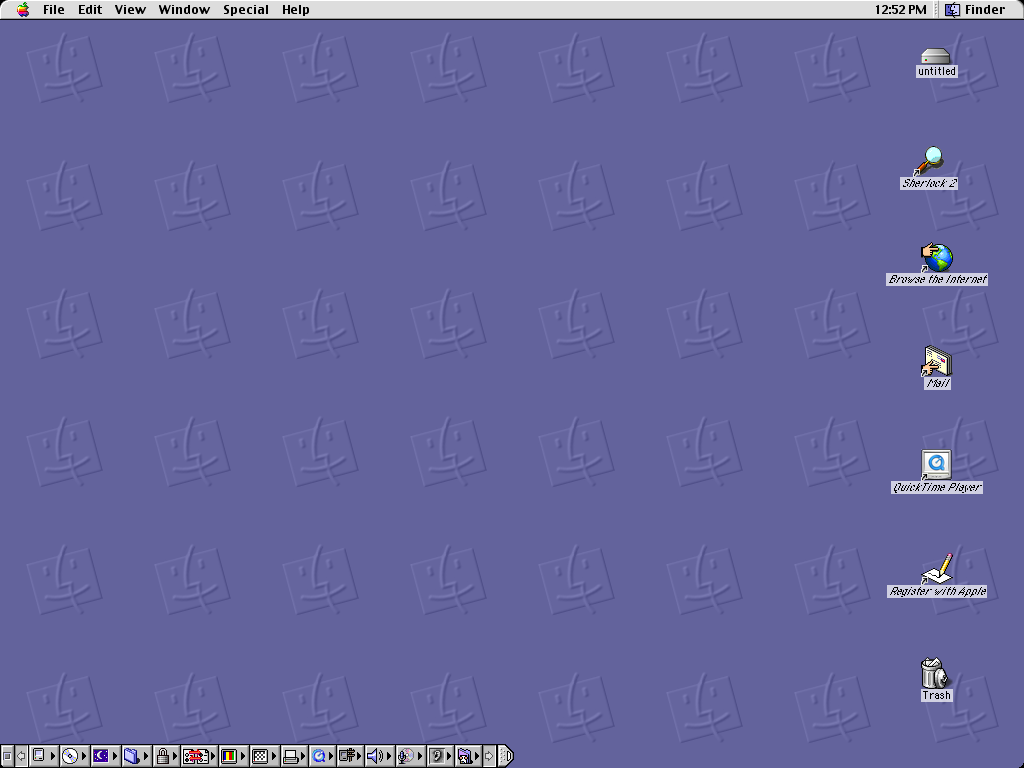 File Edit View Window Special Help 12:52 PM Finder
untitled
Sherlock 2
Browse the Internet
Mail
QuickTime Player
Register with Apple
Trash